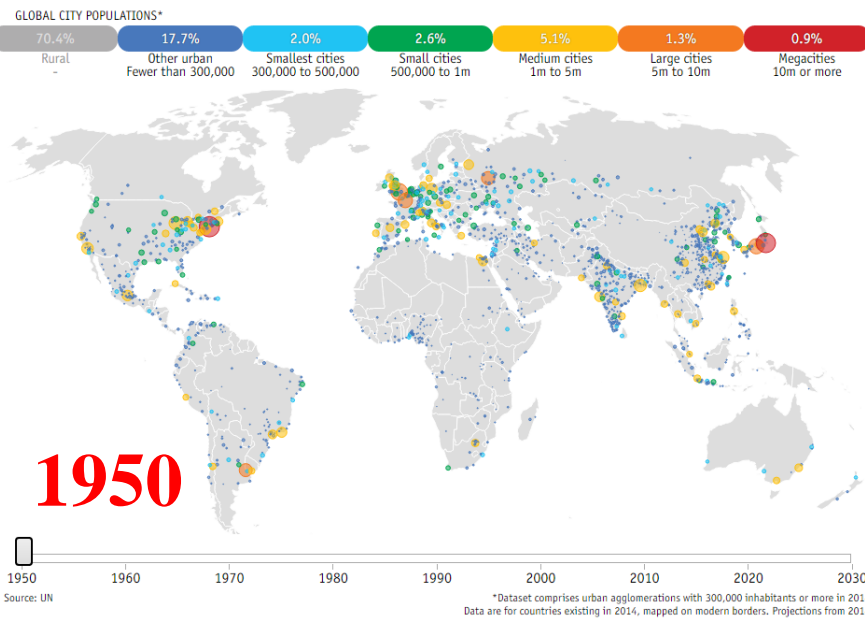 GLOBAL CITY POPULATIONS*
70.4% 17.7% 2.0% 2.6% 5.1% 1.3% 0.9%
Rural Other urban Smallest cities Small cities Medium cities Large cities Megacities
- Fewer than 300,000 300,000 to 500,000 500,000 to 1m 1m to 5m 5m to 10m 10m or more
1950
1950 1960 1970 1980 1990 2000 2010 2020 2030
Source: UN *Dataset comprises urban agglomerations with 300,000 inhabitants or more in 201
Data are for countries existing in 2014, mapped on modern borders. Projections from 201